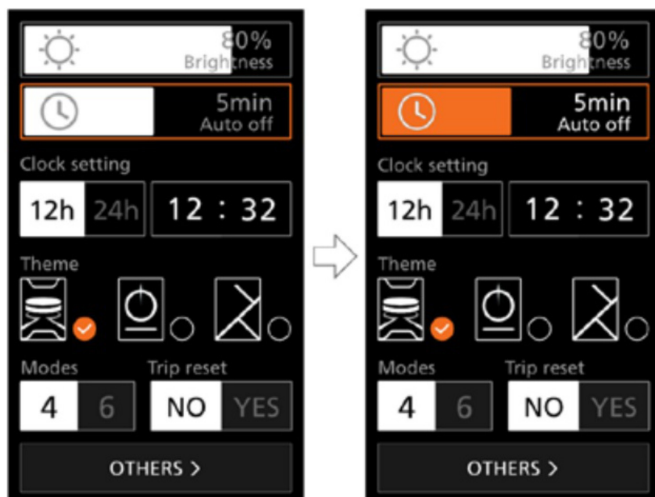 80%
Brightness
5min
Auto off
Clock setting
12h 24h 12 : 32
Theme
Modes Trip reset
4 6 NO YES
OTHERS >
80%
Brightness
5min
Auto off
Clock setting
12h 24h 12 : 32
Theme
Modes Trip reset
4 6 NO YES
OTHERS >